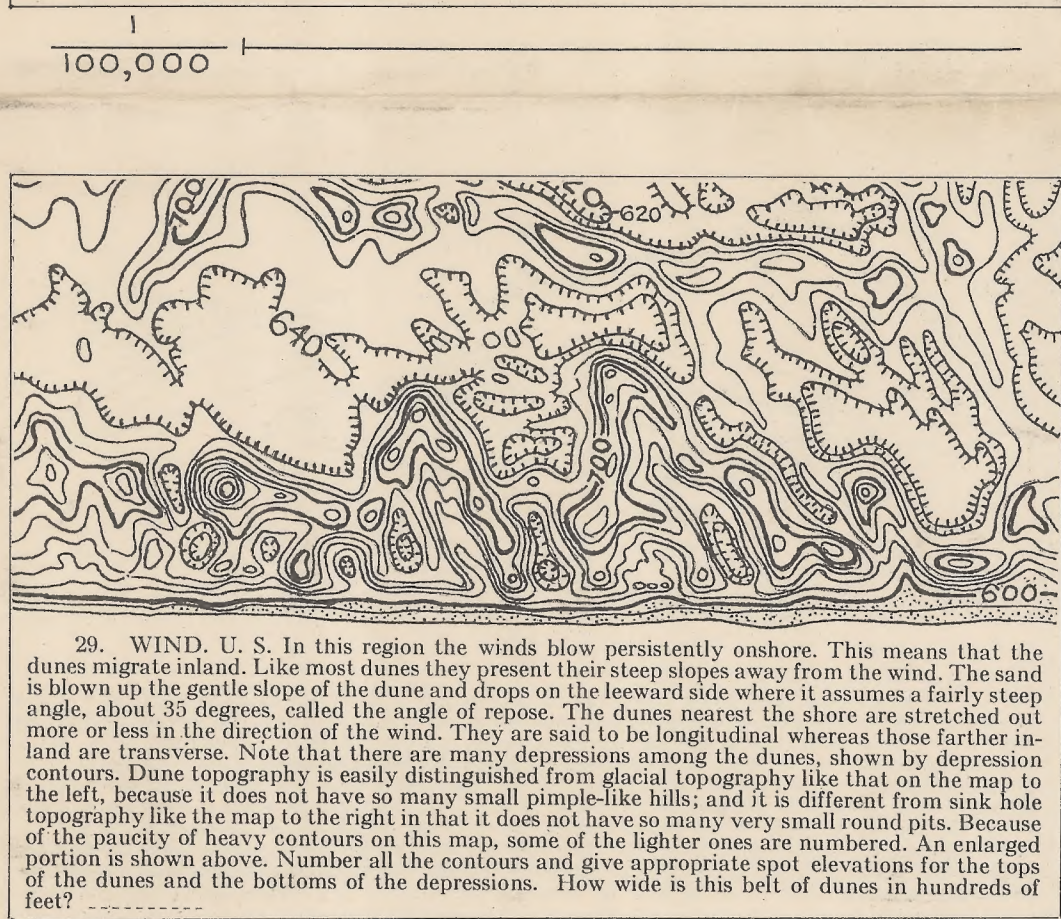 1
100,000
700
20
620
640
700
600
29. WIND. U. S. In this region the winds blow persistently onshore. This means that the
dunes migrate inland. Like most dunes they present their steep slopes away from the wind. The sand
is blown up the gentle slope of the dune and drops on the leeward side where it assumes a fairly steep
angle, about 35 degrees, called the angle of repose. The dunes nearest the shore are stretched out
more or less in the direction of the wind. They are said to be longitudinal whereas those farther in-
land are transverse. Note that there are many depressions among the dunes, shown by depression
contours. Dune topography is easily distinguished from glacial topography like that on the map to
the left, because it does not have so many small pimple-like hills; and it is different from sink hole
topography like the map to the right in that it does not have so many very small round pits. Because
of the paucity of heavy contours on this map, some of the lighter ones are numbered. An enlarged
portion is shown above. Number all the contours and give appropriate spot elevations for the tops
of the dunes and the bottoms of the depressions. How wide is this belt of dunes in hundreds of
feet? ----------